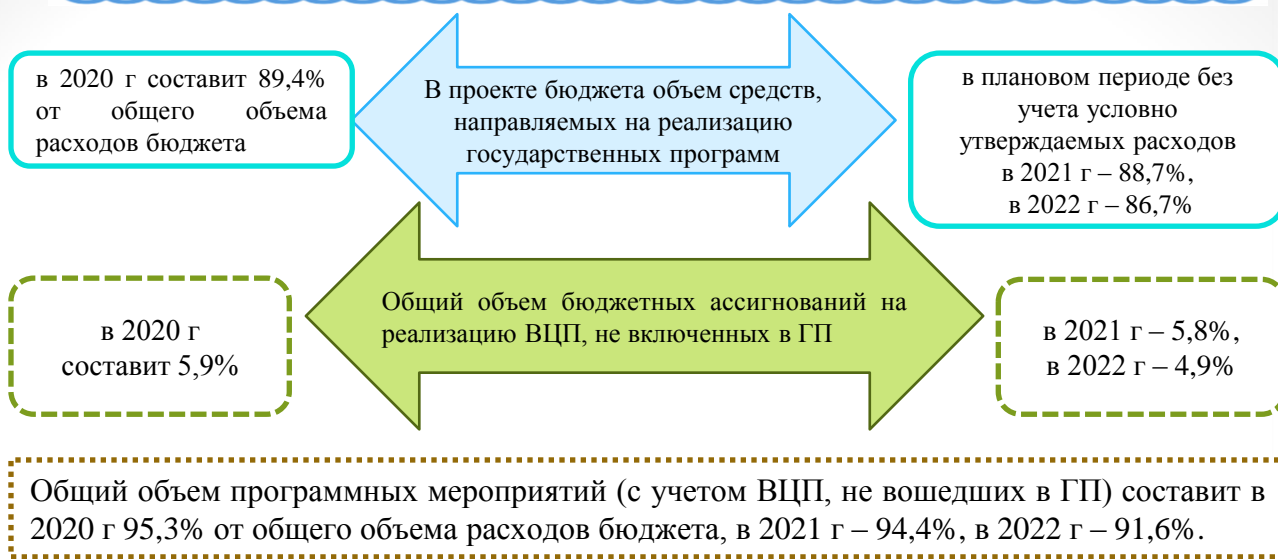 в 2020 г составит 89,4%
от общего объема
расходов бюджета
В проекте бюджета объем средств,
направляемых на реализацию
государственных программ
в плановом периоде без
учета условно
утверждаемых расходов
в 2021 г – 88,7%,
в 2022 г – 86,7%
в 2020 г
составит 5,9%
Общий объем бюджетных ассигнований на
реализацию ВЦП, не включенных в ГП
в 2021 г – 5,8%,
в 2022 г – 4,9%
Общий объем программных мероприятий (с учетом ВЦП, не вошедших в ГП) составит в
2020 г 95,3% от общего объема расходов бюджета, в 2021 г – 94,4%, в 2022 г – 91,6%.